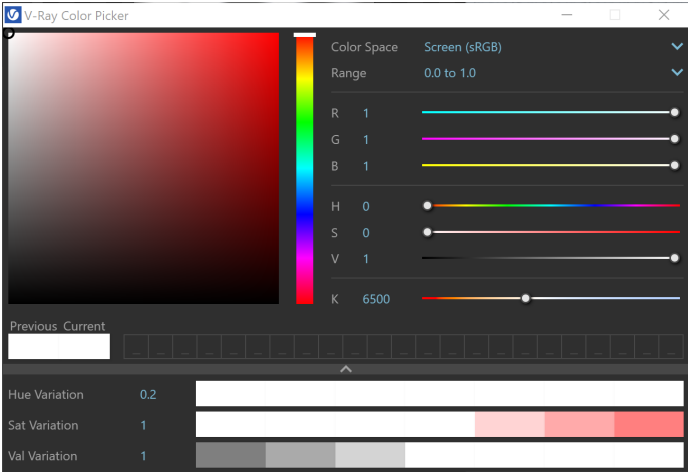 V-Ray Color Picker
Color Space Screen (sRGB)
Range 0.0 to 1.0
R 1
G 1
B 1
H 0
S 0
V 1
K 6500
Previous Current
Hue Variation 0.2
Sat Variation 1
Val Variation 1